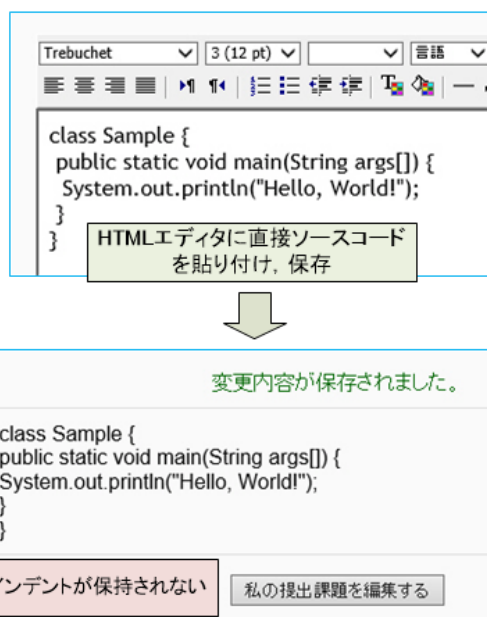 Trebuchet 3 (12 pt) 言語
class Sample {
public static void main(String args[]) {
System.out.println("Hello, World!");
}
}
HTMLエディタに直接ソースコード
を貼り付け，保存
変更内容が保存されました。
class Sample {
public static void main(String args[]) {
System.out.println("Hello, World!");
}
}
インデントが保持されない
私の提出課題を編集する